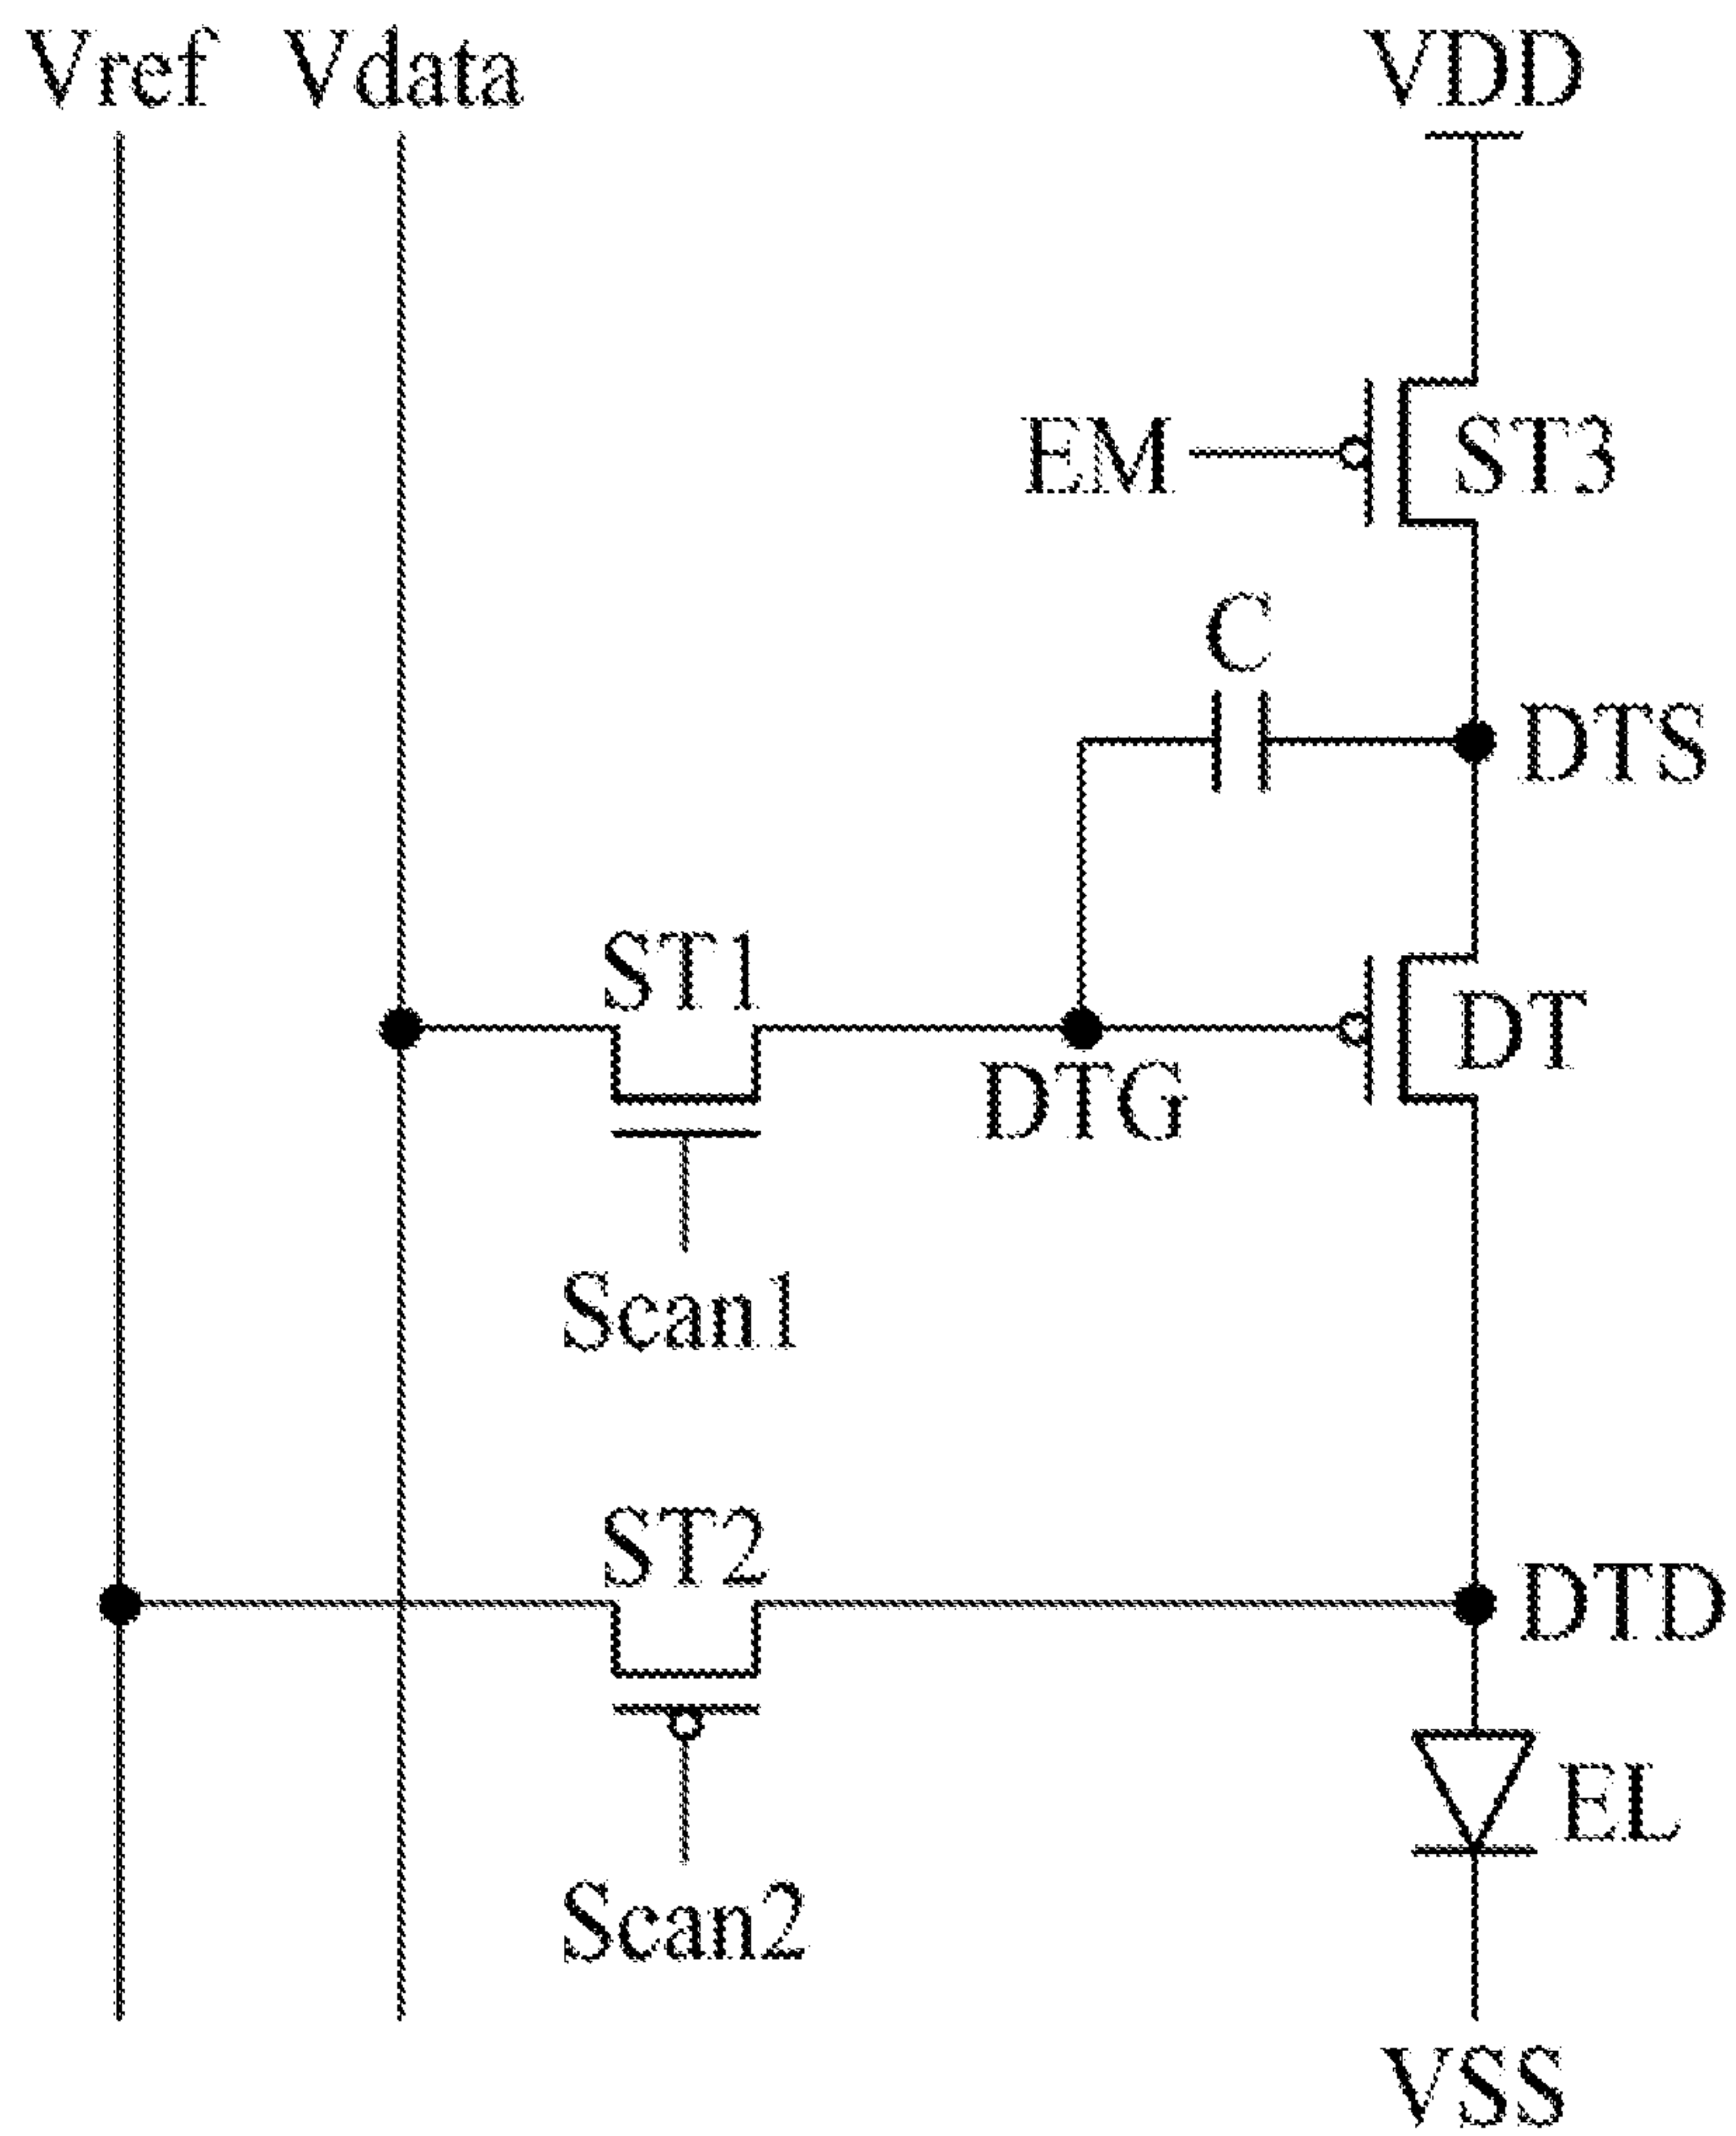 Vref Vdata VDD
EM ST3
C
DTS
ST1
DT
DTG
Scan1
ST2
DTD
EL
Scan2
VSS